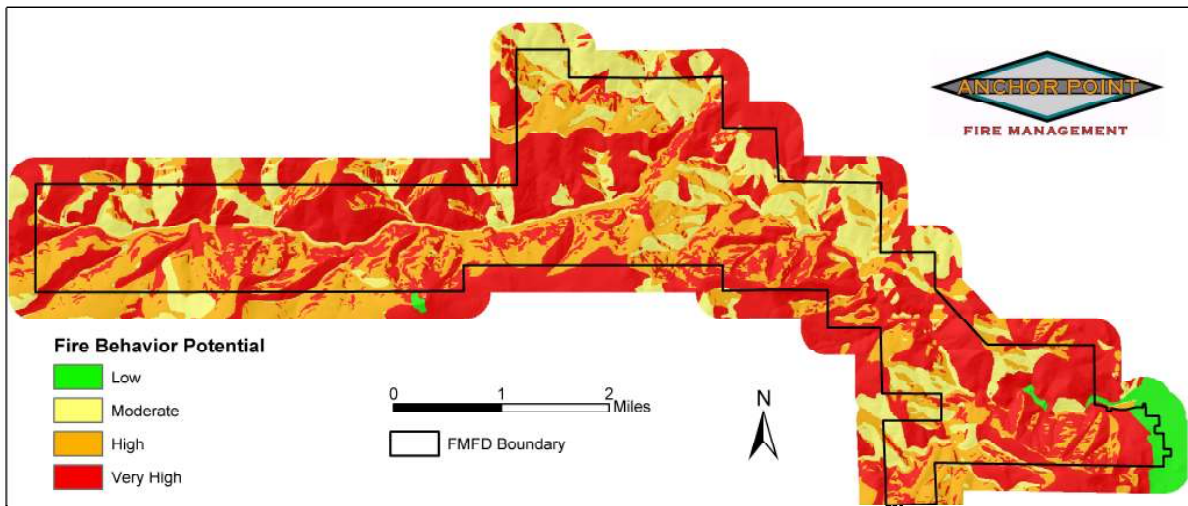 ANCHOR POINT
FIRE MANAGEMENT
Fire Behavior Potential
Low
Moderate
High
Very High
0 1 2
Miles
FMFD Boundary
N